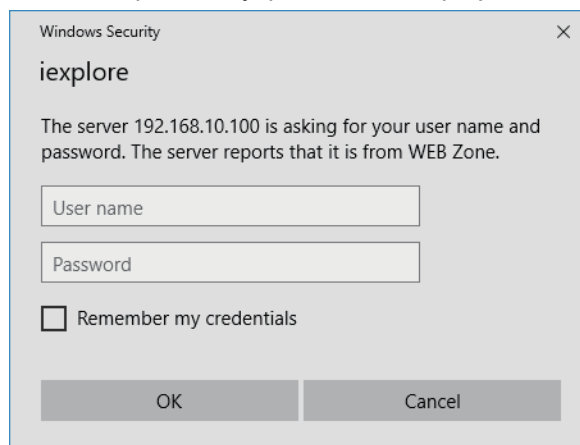 Windows Security
iexplore
The server 192.168.10.100 is asking for your user name and
password. The server reports that it is from WEB Zone.
User name
Password
Remember my credentials
OK
Cancel